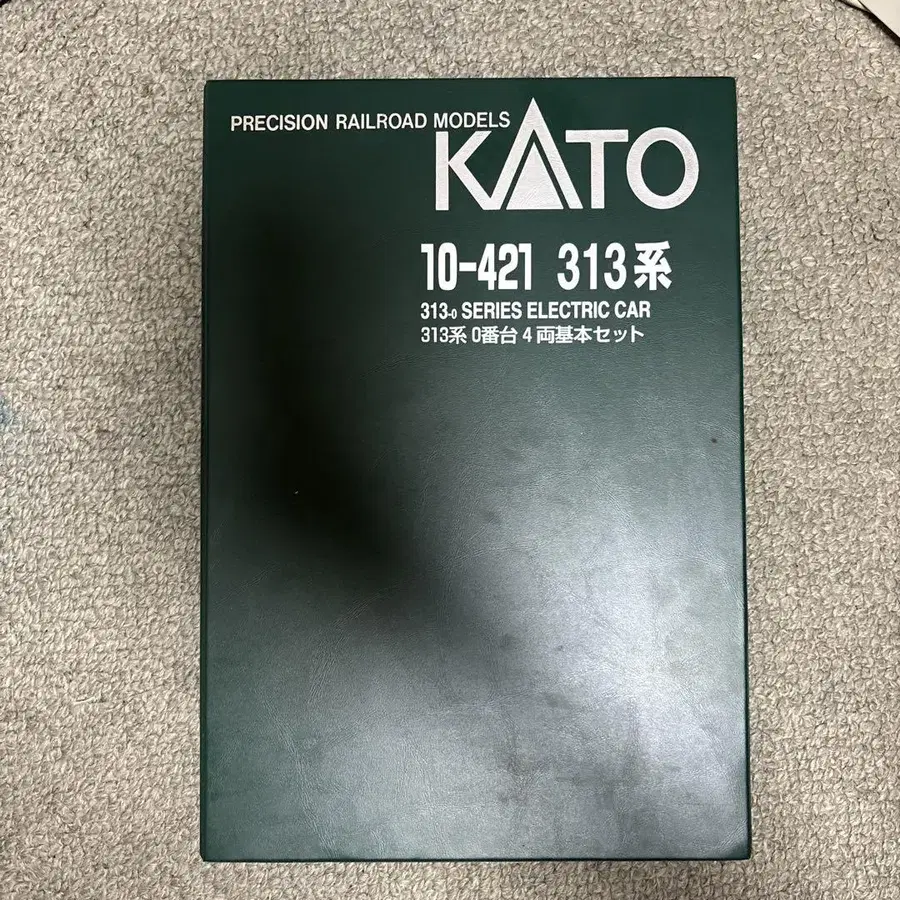 PRECISION RAILROAD MODELS
KATO
10-421 313系
313-0 SERIES ELECTRIC CAR
313系 0番台 4両基本セット